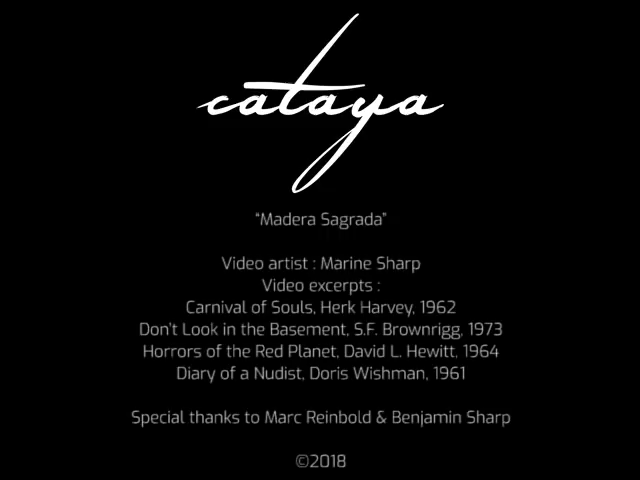 cataya
“Madera Sagrada”
Video artist : Marine Sharp
Video excerpts :
Carnival of Souls, Herk Harvey, 1962
Don't Look in the Basement, S.F. Brownrigg, 1973
Horrors of the Red Planet, David L. Hewitt, 1964
Diary of a Nudist, Doris Wishman, 1961
Special thanks to Marc Reinbold & Benjamin Sharp
©2018